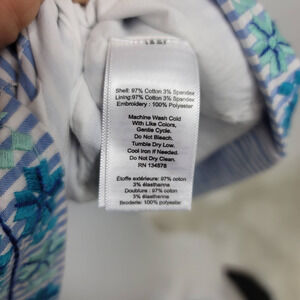 Shell: 97% Cotton 3% Spandex
Lining: 97% Cotton 3% Spandex
Embroidery : 100% Polyester
Machine Wash Cold
With Like Colors,
Gentle Cycle.
Do Not Bleach.
Tumble Dry Low.
Cool Iron If Needed.
Do Not Dry Clean.
RN 134878
Étoffe extérieure: 97% coton
3% élasthanne
Doublure : 97% coton
3% élasthanne
Broderie: 100% polyester